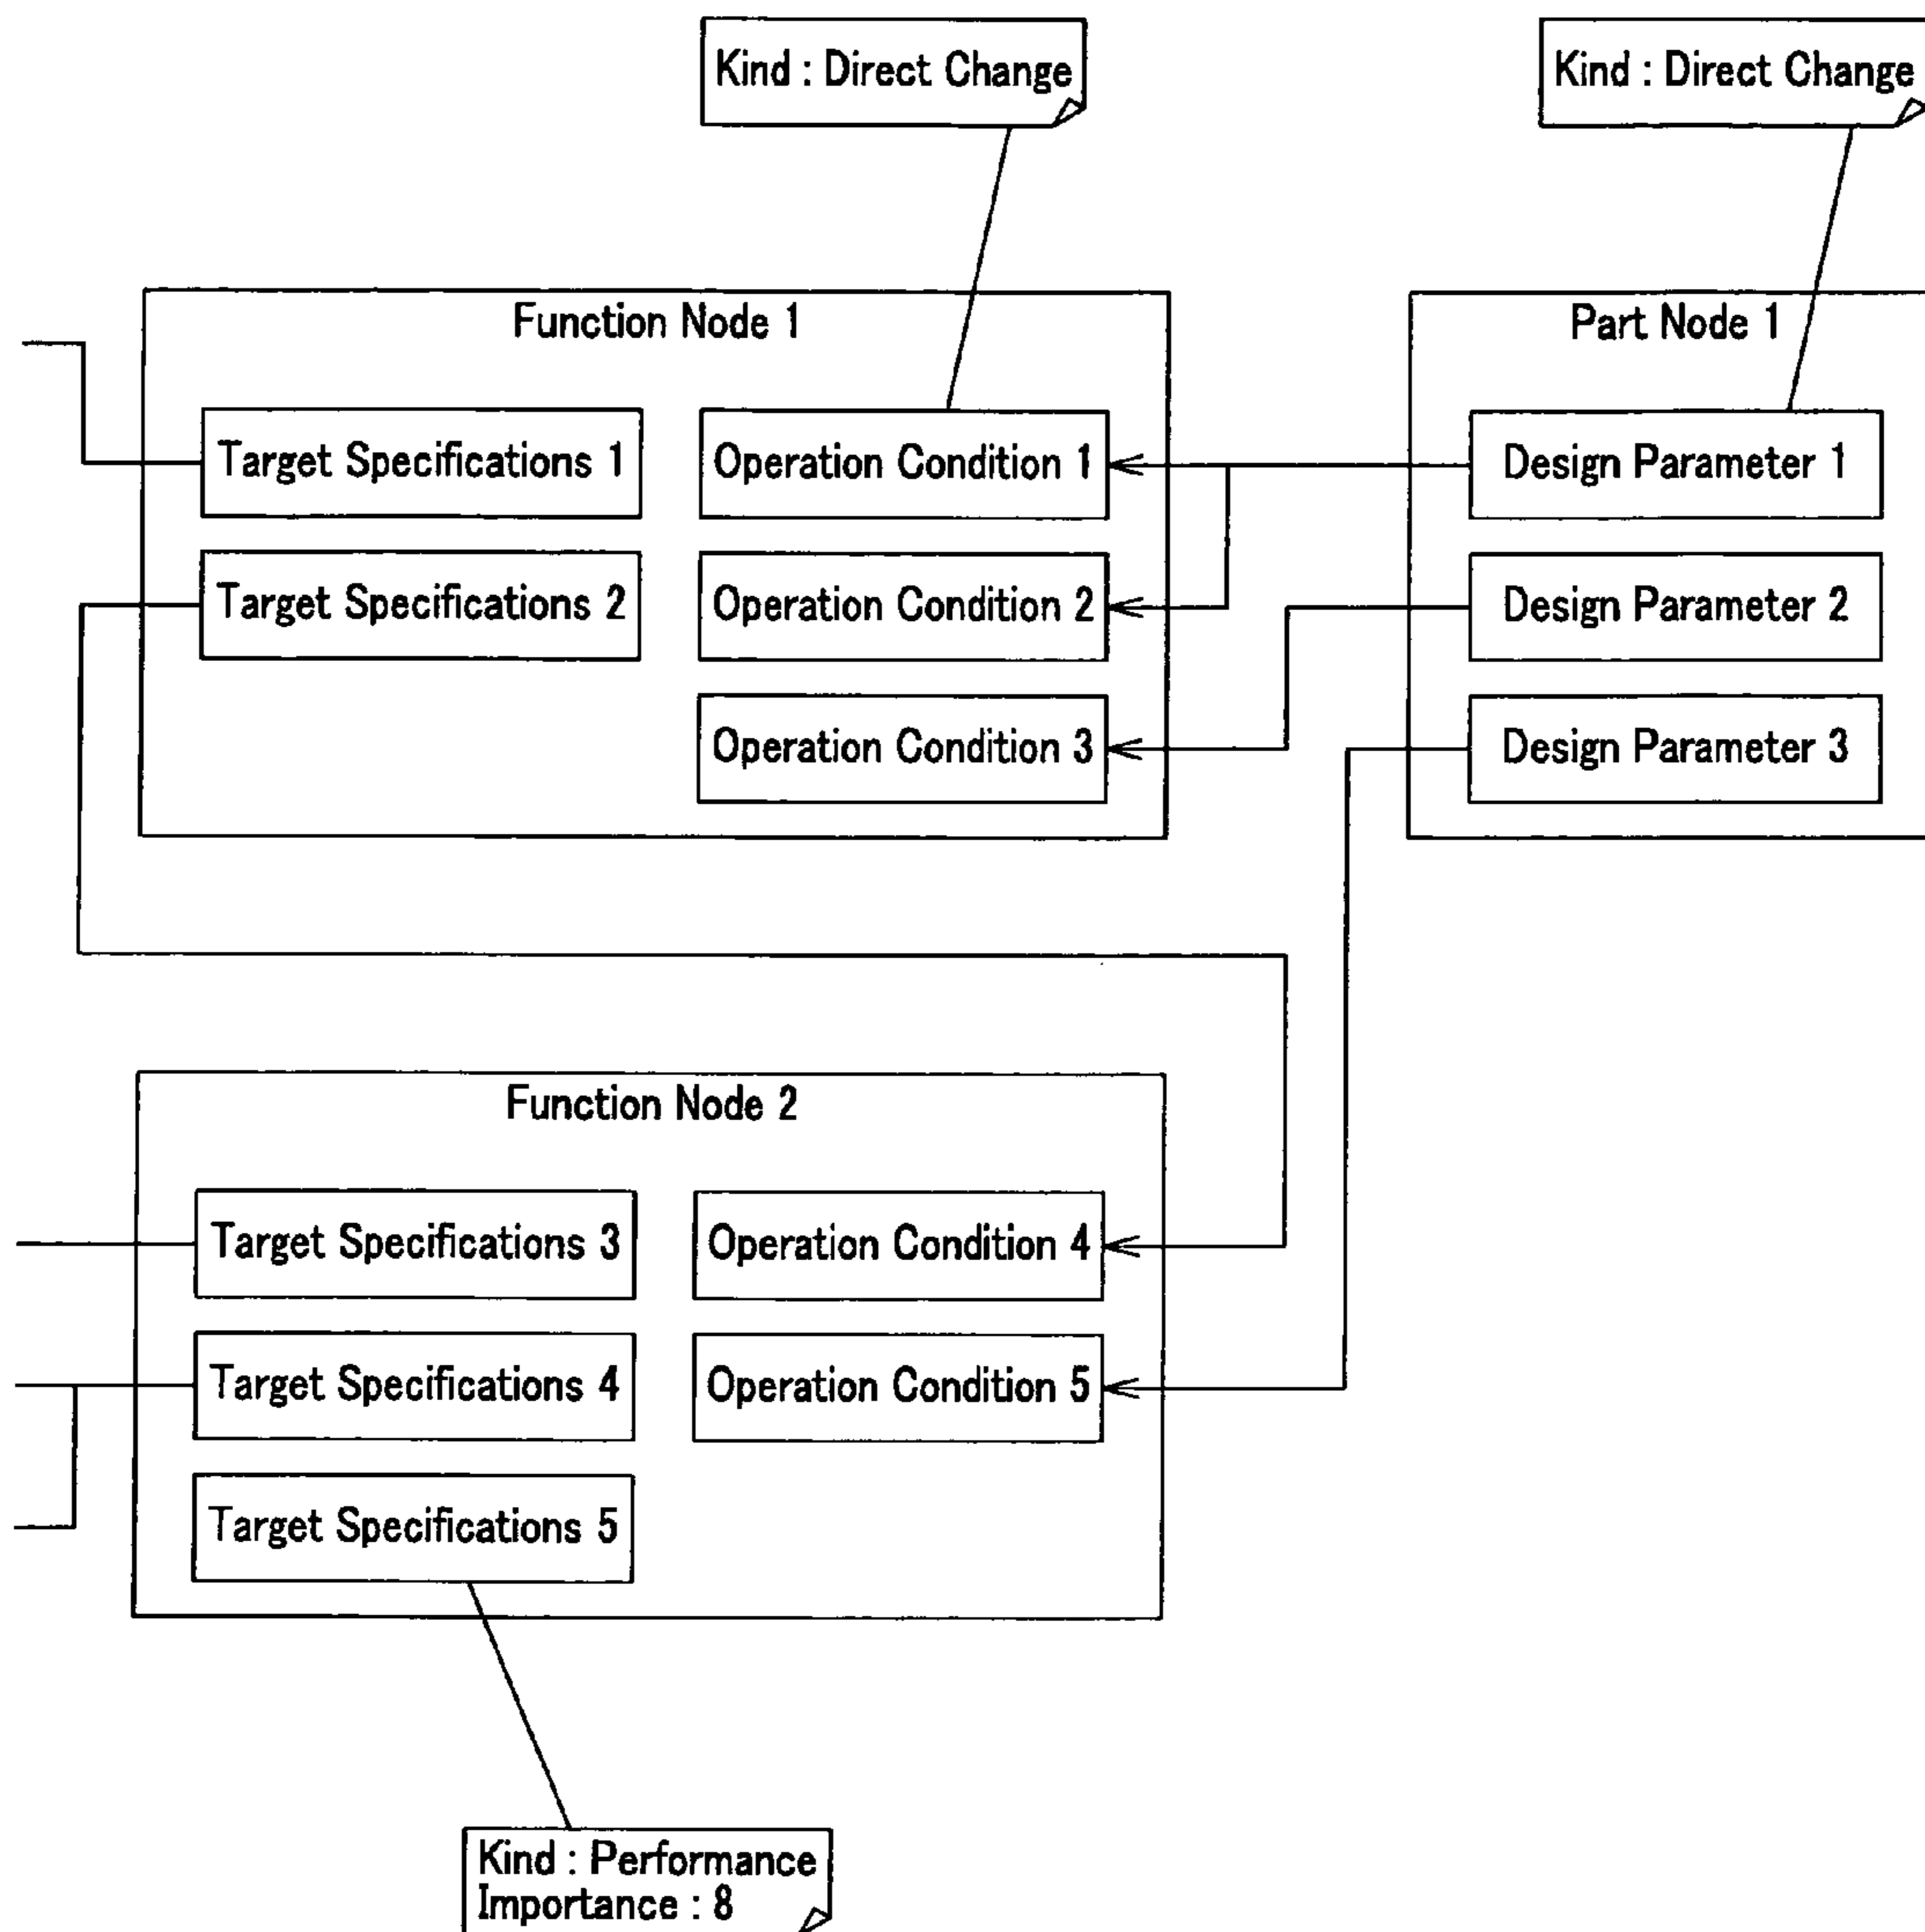 Kind : Direct Change
Kind : Direct Change
Function Node 1
Part Node 1
Target Specifications 1
Operation Condition 1
Design Parameter 1
Target Specifications 2
Operation Condition 2
Design Parameter 2
Operation Condition 3
Design Parameter 3
Function Node 2
Target Specifications 3
Operation Condition 4
Target Specifications 4
Operation Condition 5
Target Specifications 5
Kind : Performance
Importance : 8